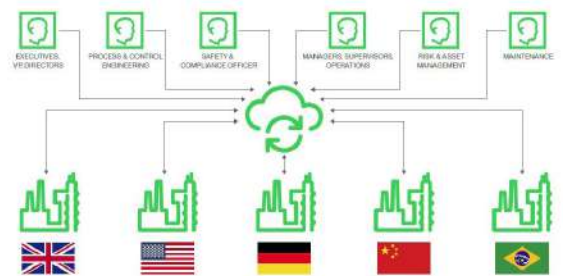 EXECUTIVES,
VP, DIRECTORS
PROCESS & CONTROL
ENGINEERING
SAFETY &
COMPLIANCE OFFICER
MANAGERS, SUPERVISORS,
OPERATIONS
RISK & ASSET
MANAGEMENT
MAINTENANCE